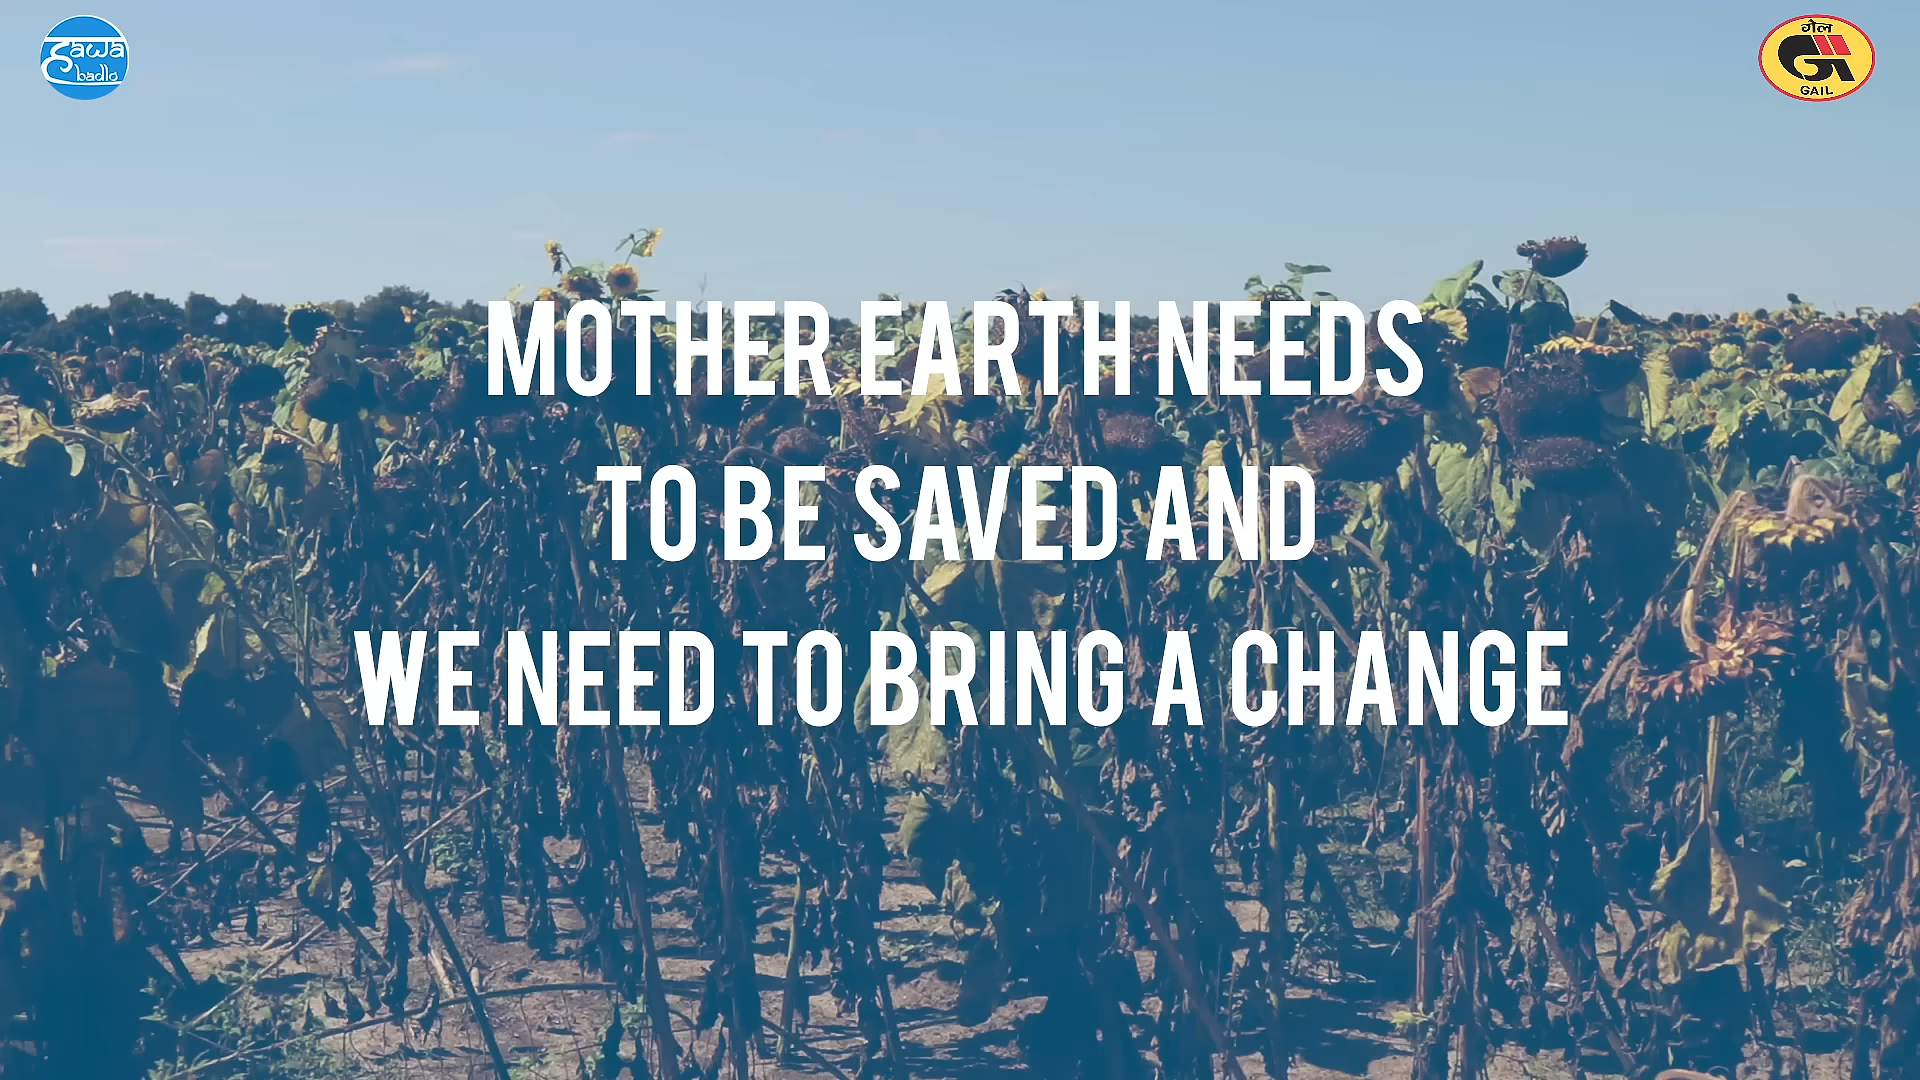 Hawa
badlo
गेल
GAIL
MOTHER EARTH NEEDS
TO BE SAVED AND
WE NEED TO BRING A CHANGE